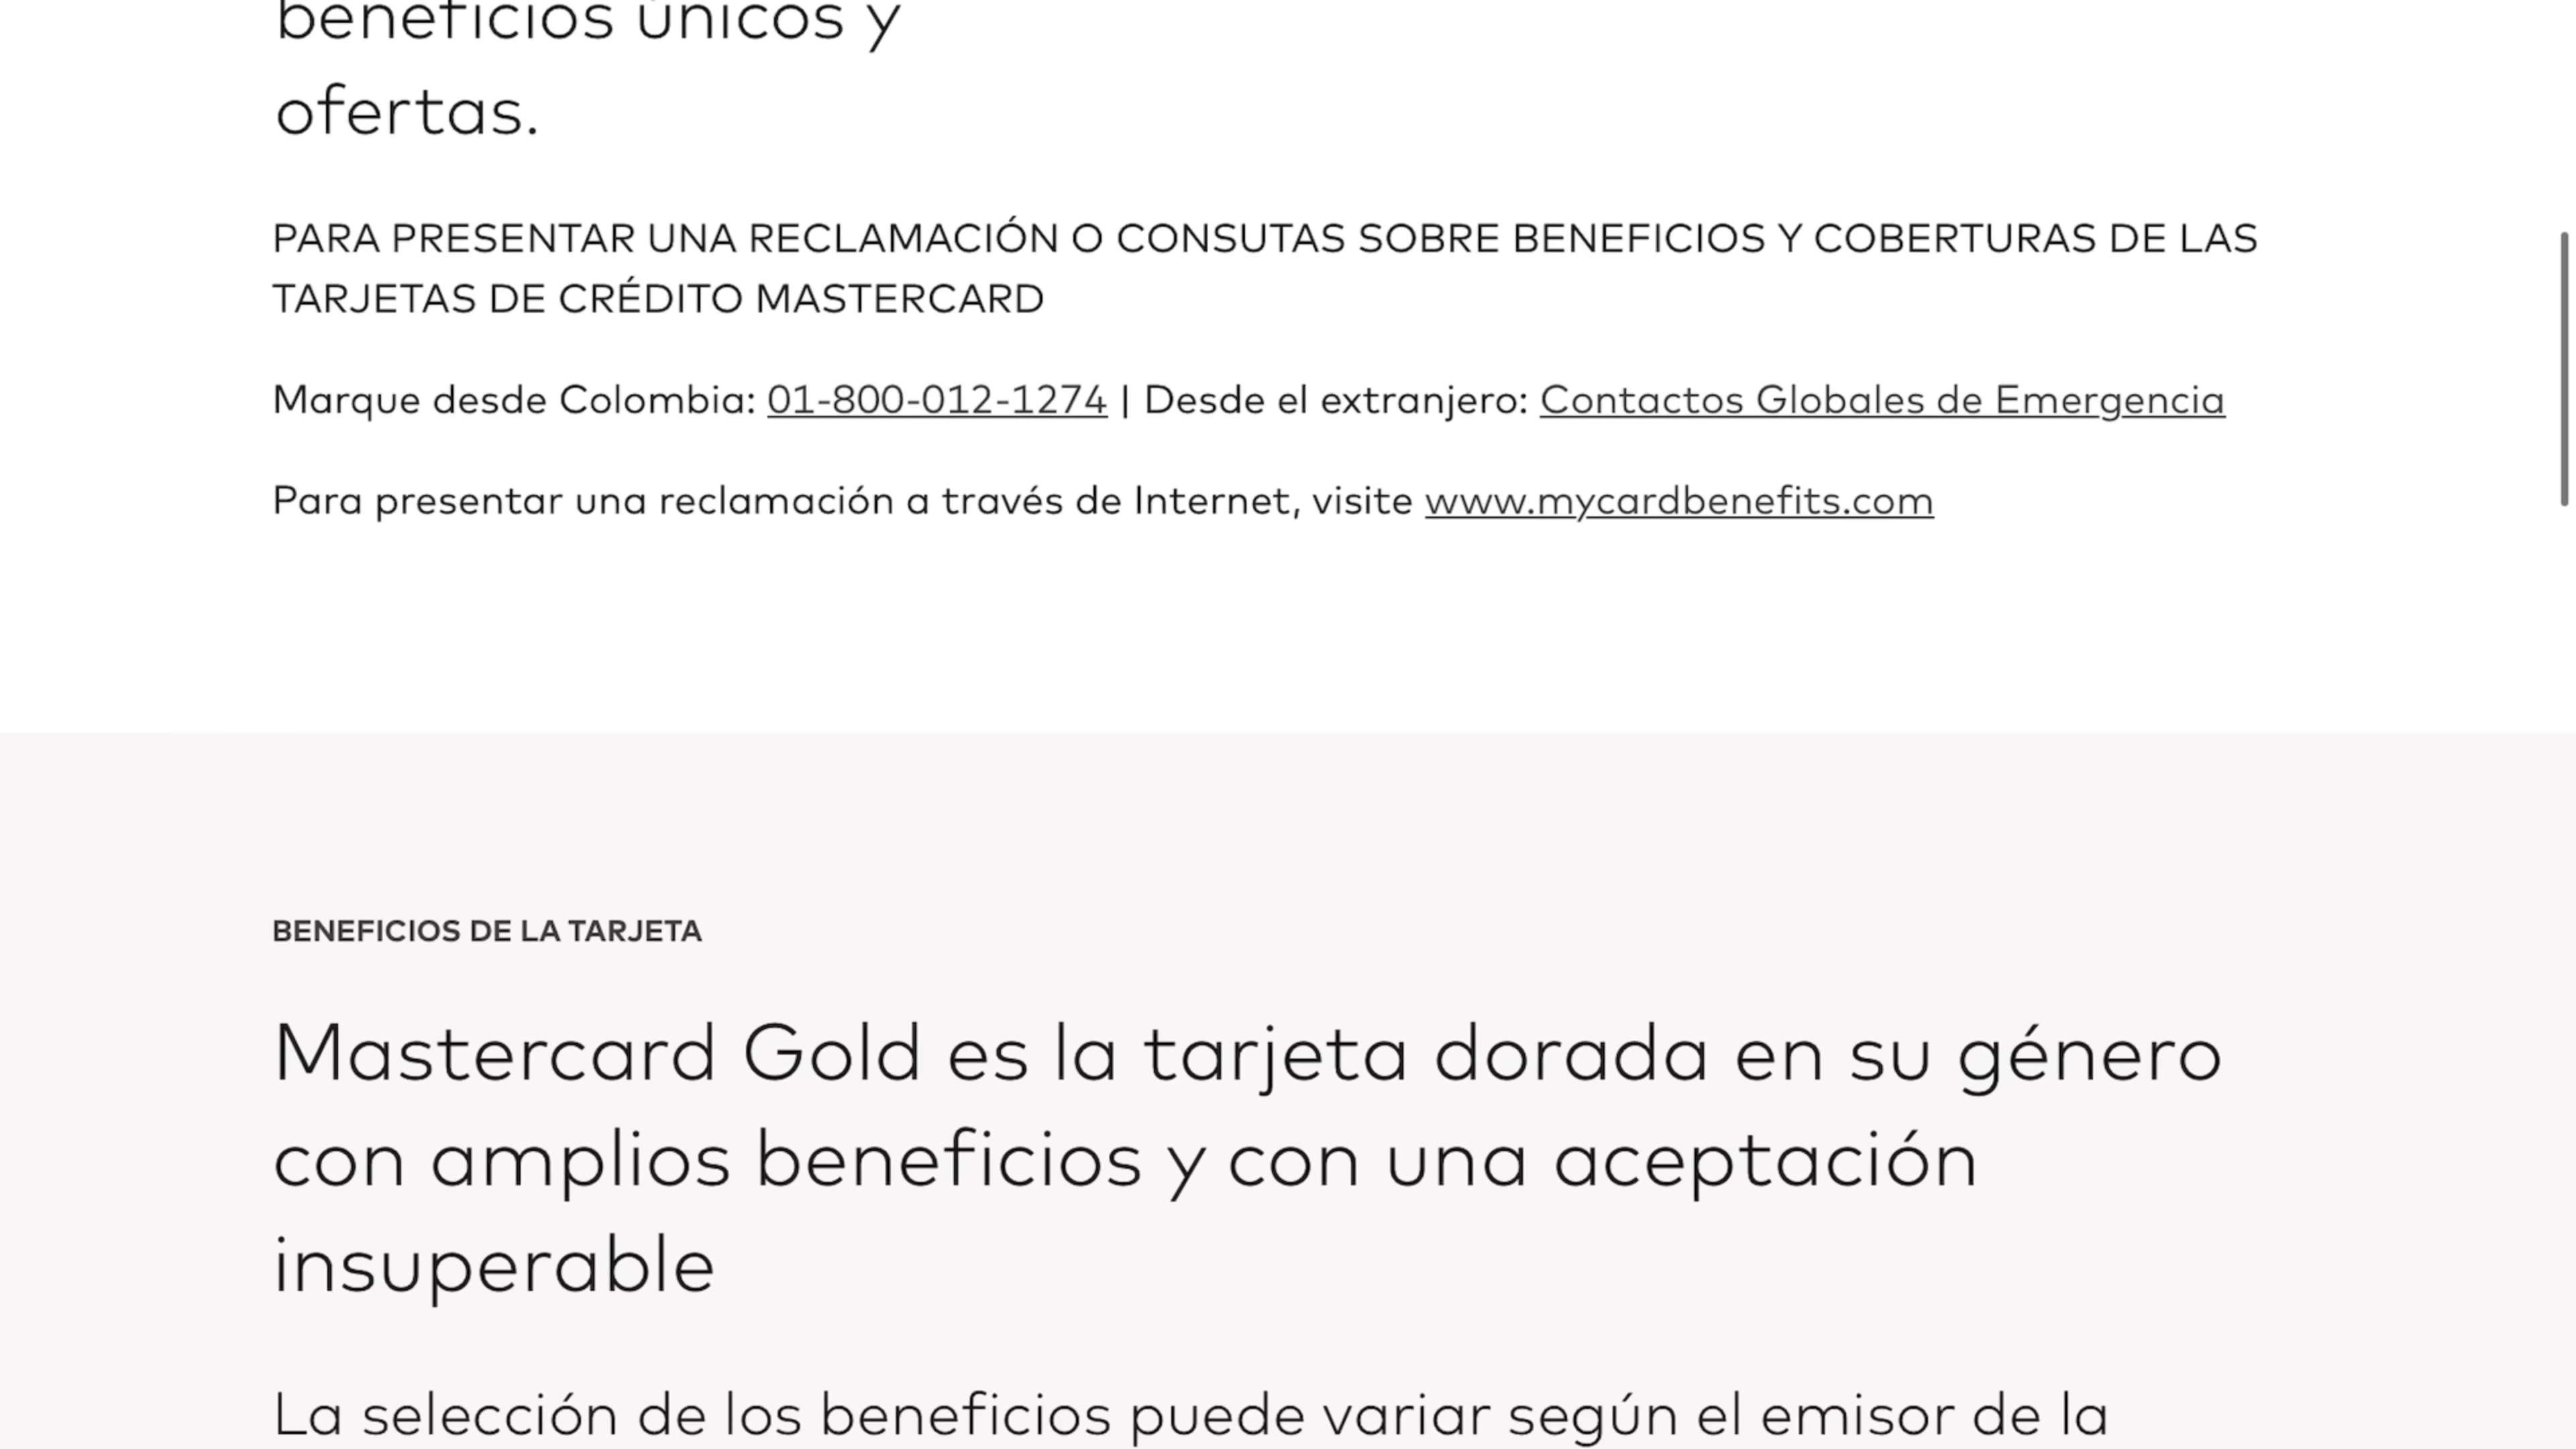 beneficios únicos y
ofertas.
PARA PRESENTAR UNA RECLAMACIÓN O CONSUTAS SOBRE BENEFICIOS Y COBERTURAS DE LAS
TARJETAS DE CRÉDITO MASTERCARD
Marque desde Colombia: 01-800-012-1274 | Desde el extranjero: Contactos Globales de Emergencia
Para presentar una reclamación a través de Internet, visite www.mycardbenefits.com
BENEFICIOS DE LA TARJETA
Mastercard Gold es la tarjeta dorada en su género
con amplios beneficios y con una aceptación
insuperable
La selección de los beneficios puede variar según el emisor de la